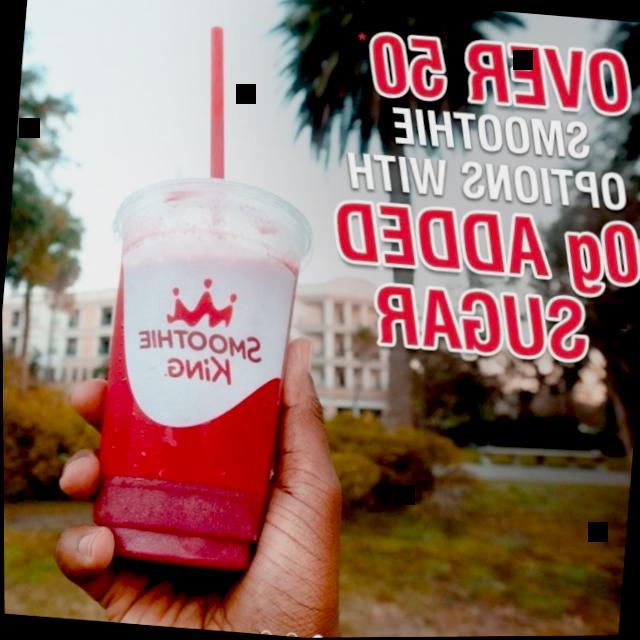 OVER 50*
SMOOTHIE
OPTIONS WITH
0g ADDED
SUGAR
SMOOTHIE
KiNG